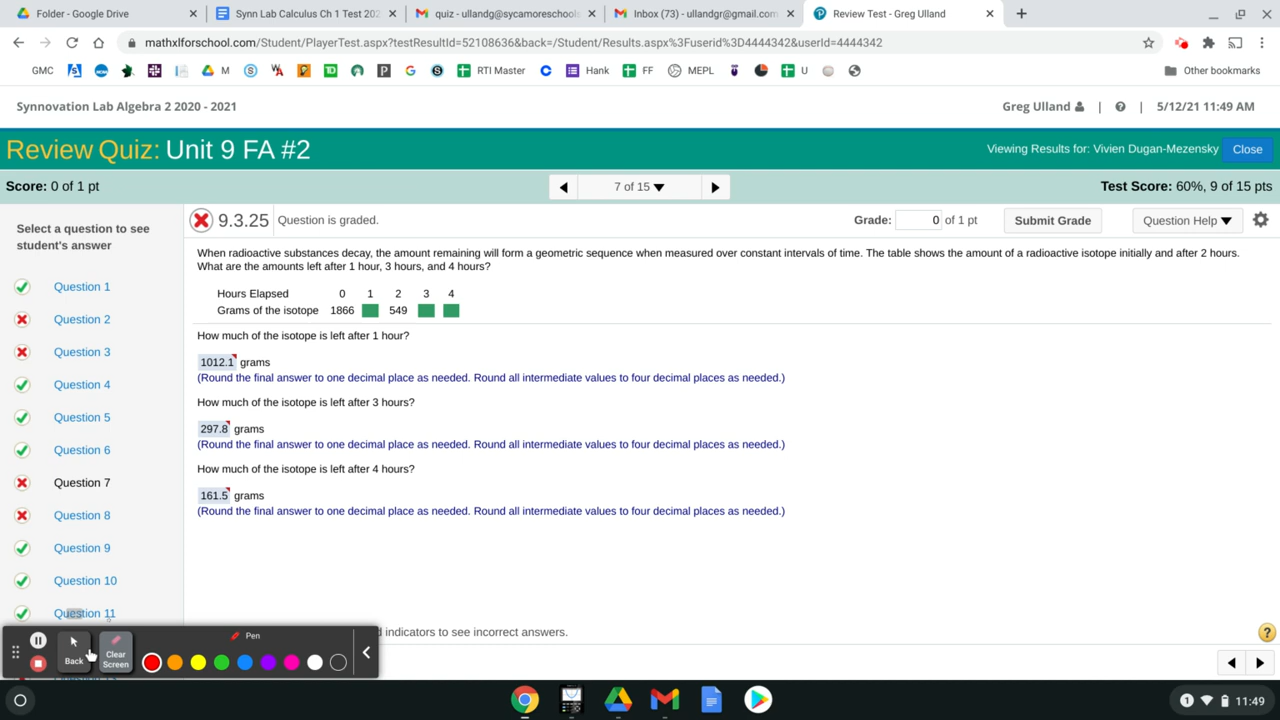 Folder - Google Drive
Synn Lab Calculus Ch 1 Test 202
quiz - ullandg@sycamoreschools
Inbox (73) - ullandgr@gmail.com
Review Test - Greg Ulland
mathxlforschool.com/Student/PlayerTest.aspx?testResultId=52108636&back=/Student/Results.aspx%3Fuserid%3D4444342&userId=4444342
GMC M RTI Master Hank FF MEPL U Other bookmarks
Synnovation Lab Algebra 2 2020 - 2021
Greg Ulland | | 5/12/21 11:49 AM
Review Quiz: Unit 9 FA #2
Viewing Results for: Vivien Dugan-Mezensky Close
Score: 0 of 1 pt
7 of 15
Test Score: 60%, 9 of 15 pts
Select a question to see
student's answer
Question 1
Question 2
Question 3
Question 4
Question 5
Question 6
Question 7
Question 8
Question 9
Question 10
Question 11
9.3.25 Question is graded.
Grade: 0 of 1 pt Submit Grade Question Help
When radioactive substances decay, the amount remaining will form a geometric sequence when measured over constant intervals of time. The table shows the amount of a radioactive isotope initially and after 2 hours.
What are the amounts left after 1 hour, 3 hours, and 4 hours?
Hours Elapsed 0 1 2 3 4
Grams of the isotope 1866 549
How much of the isotope is left after 1 hour?
1012.1 grams
(Round the final answer to one decimal place as needed. Round all intermediate values to four decimal places as needed.)
How much of the isotope is left after 3 hours?
297.8 grams
(Round the final answer to one decimal place as needed. Round all intermediate values to four decimal places as needed.)
How much of the isotope is left after 4 hours?
161.5 grams
(Round the final answer to one decimal place as needed. Round all intermediate values to four decimal places as needed.)
indicators to see incorrect answers.
Pen
Back
Clear
Screen
1 11:49